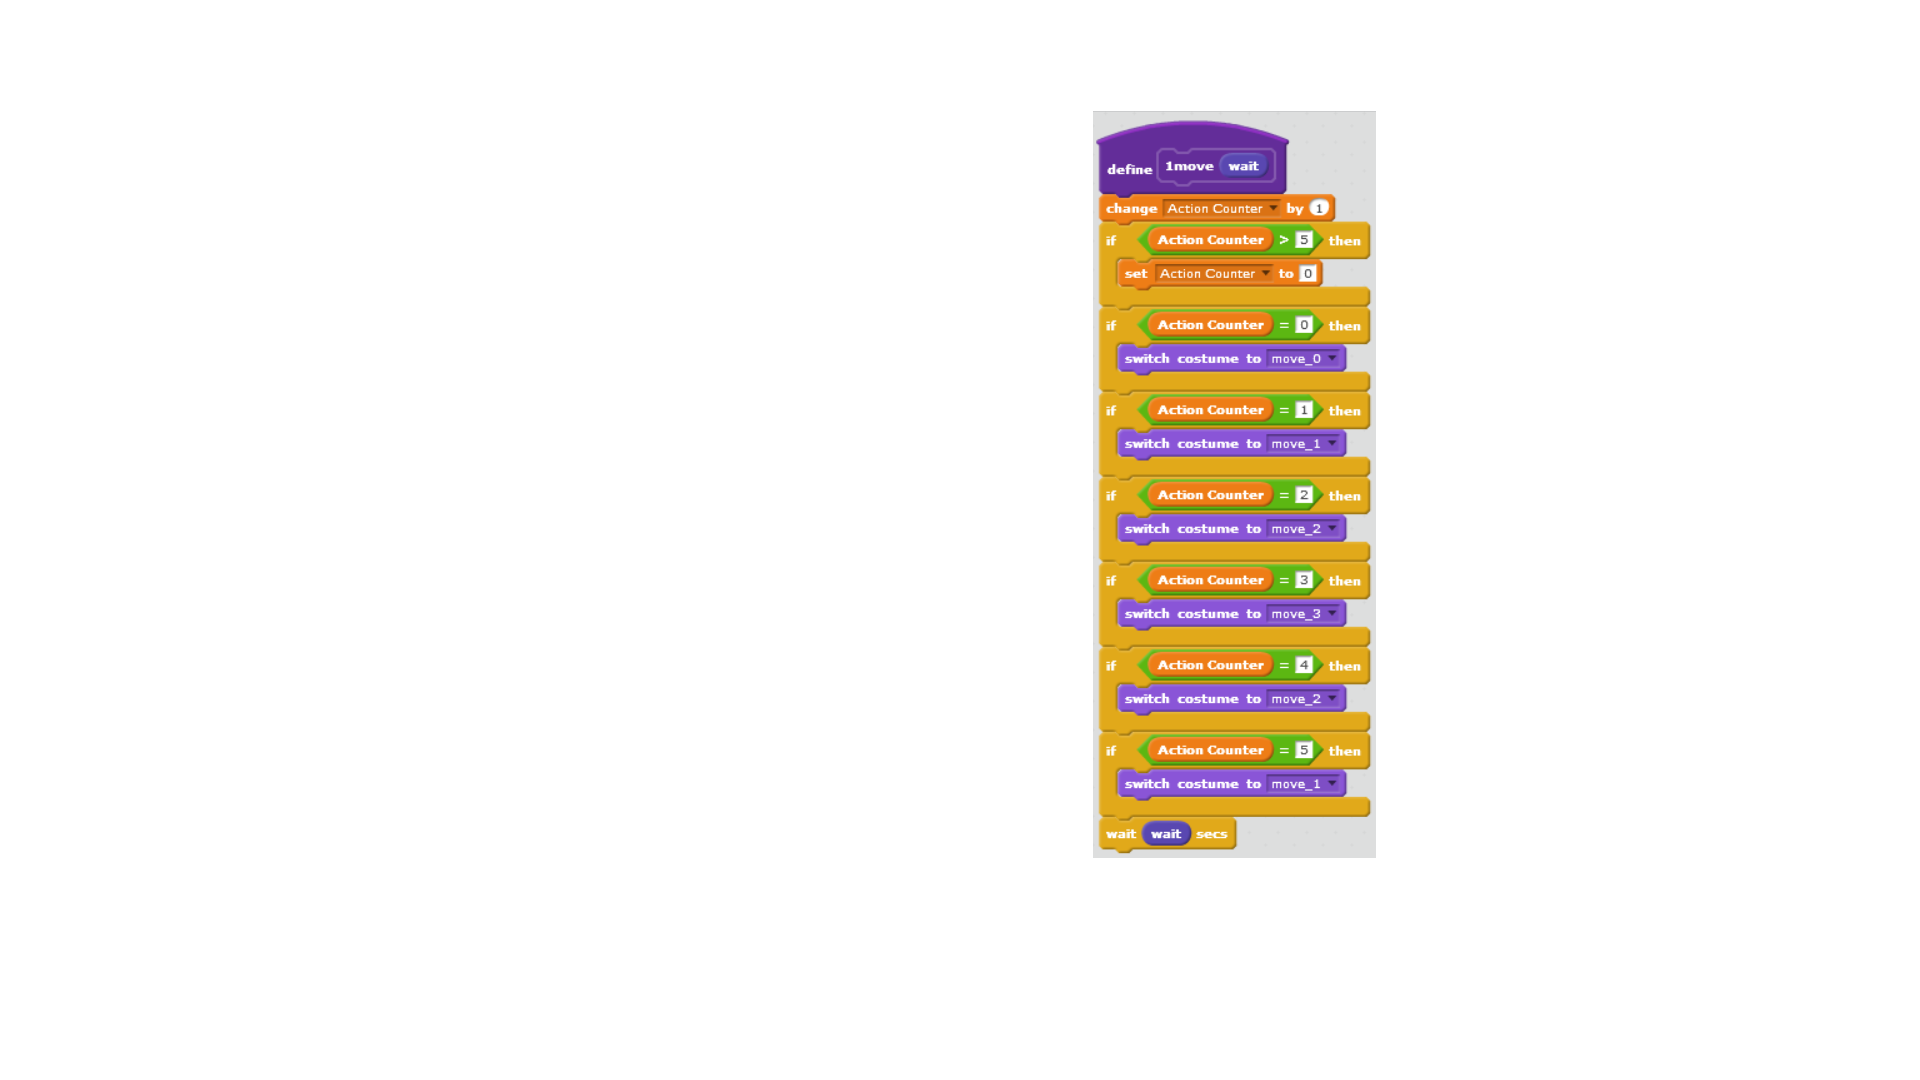 define 1move wait
change Action Counter by 1
if Action Counter > 5 then
set Action Counter to 0
if Action Counter = 0 then
switch costume to move_0
if Action Counter = 1 then
switch costume to move_1
if Action Counter = 2 then
switch costume to move_2
if Action Counter = 3 then
switch costume to move_3
if Action Counter = 4 then
switch costume to move_2
if Action Counter = 5 then
switch costume to move_1
wait wait secs